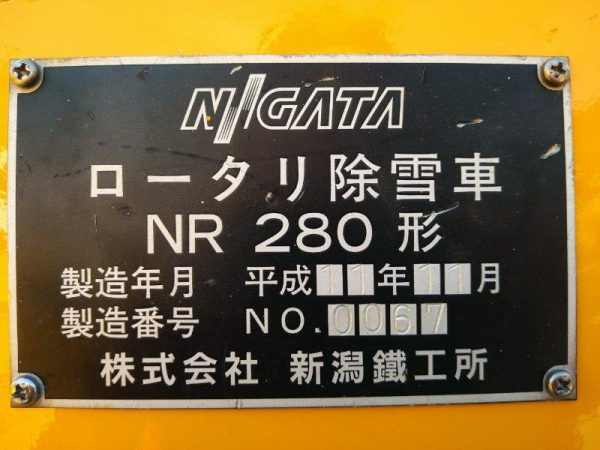 NIIGATA
ロータリ除雪車
NR 280 形
製造年月 平成11年11月
製造番号 NO.0067
株式会社 新潟鐵工所